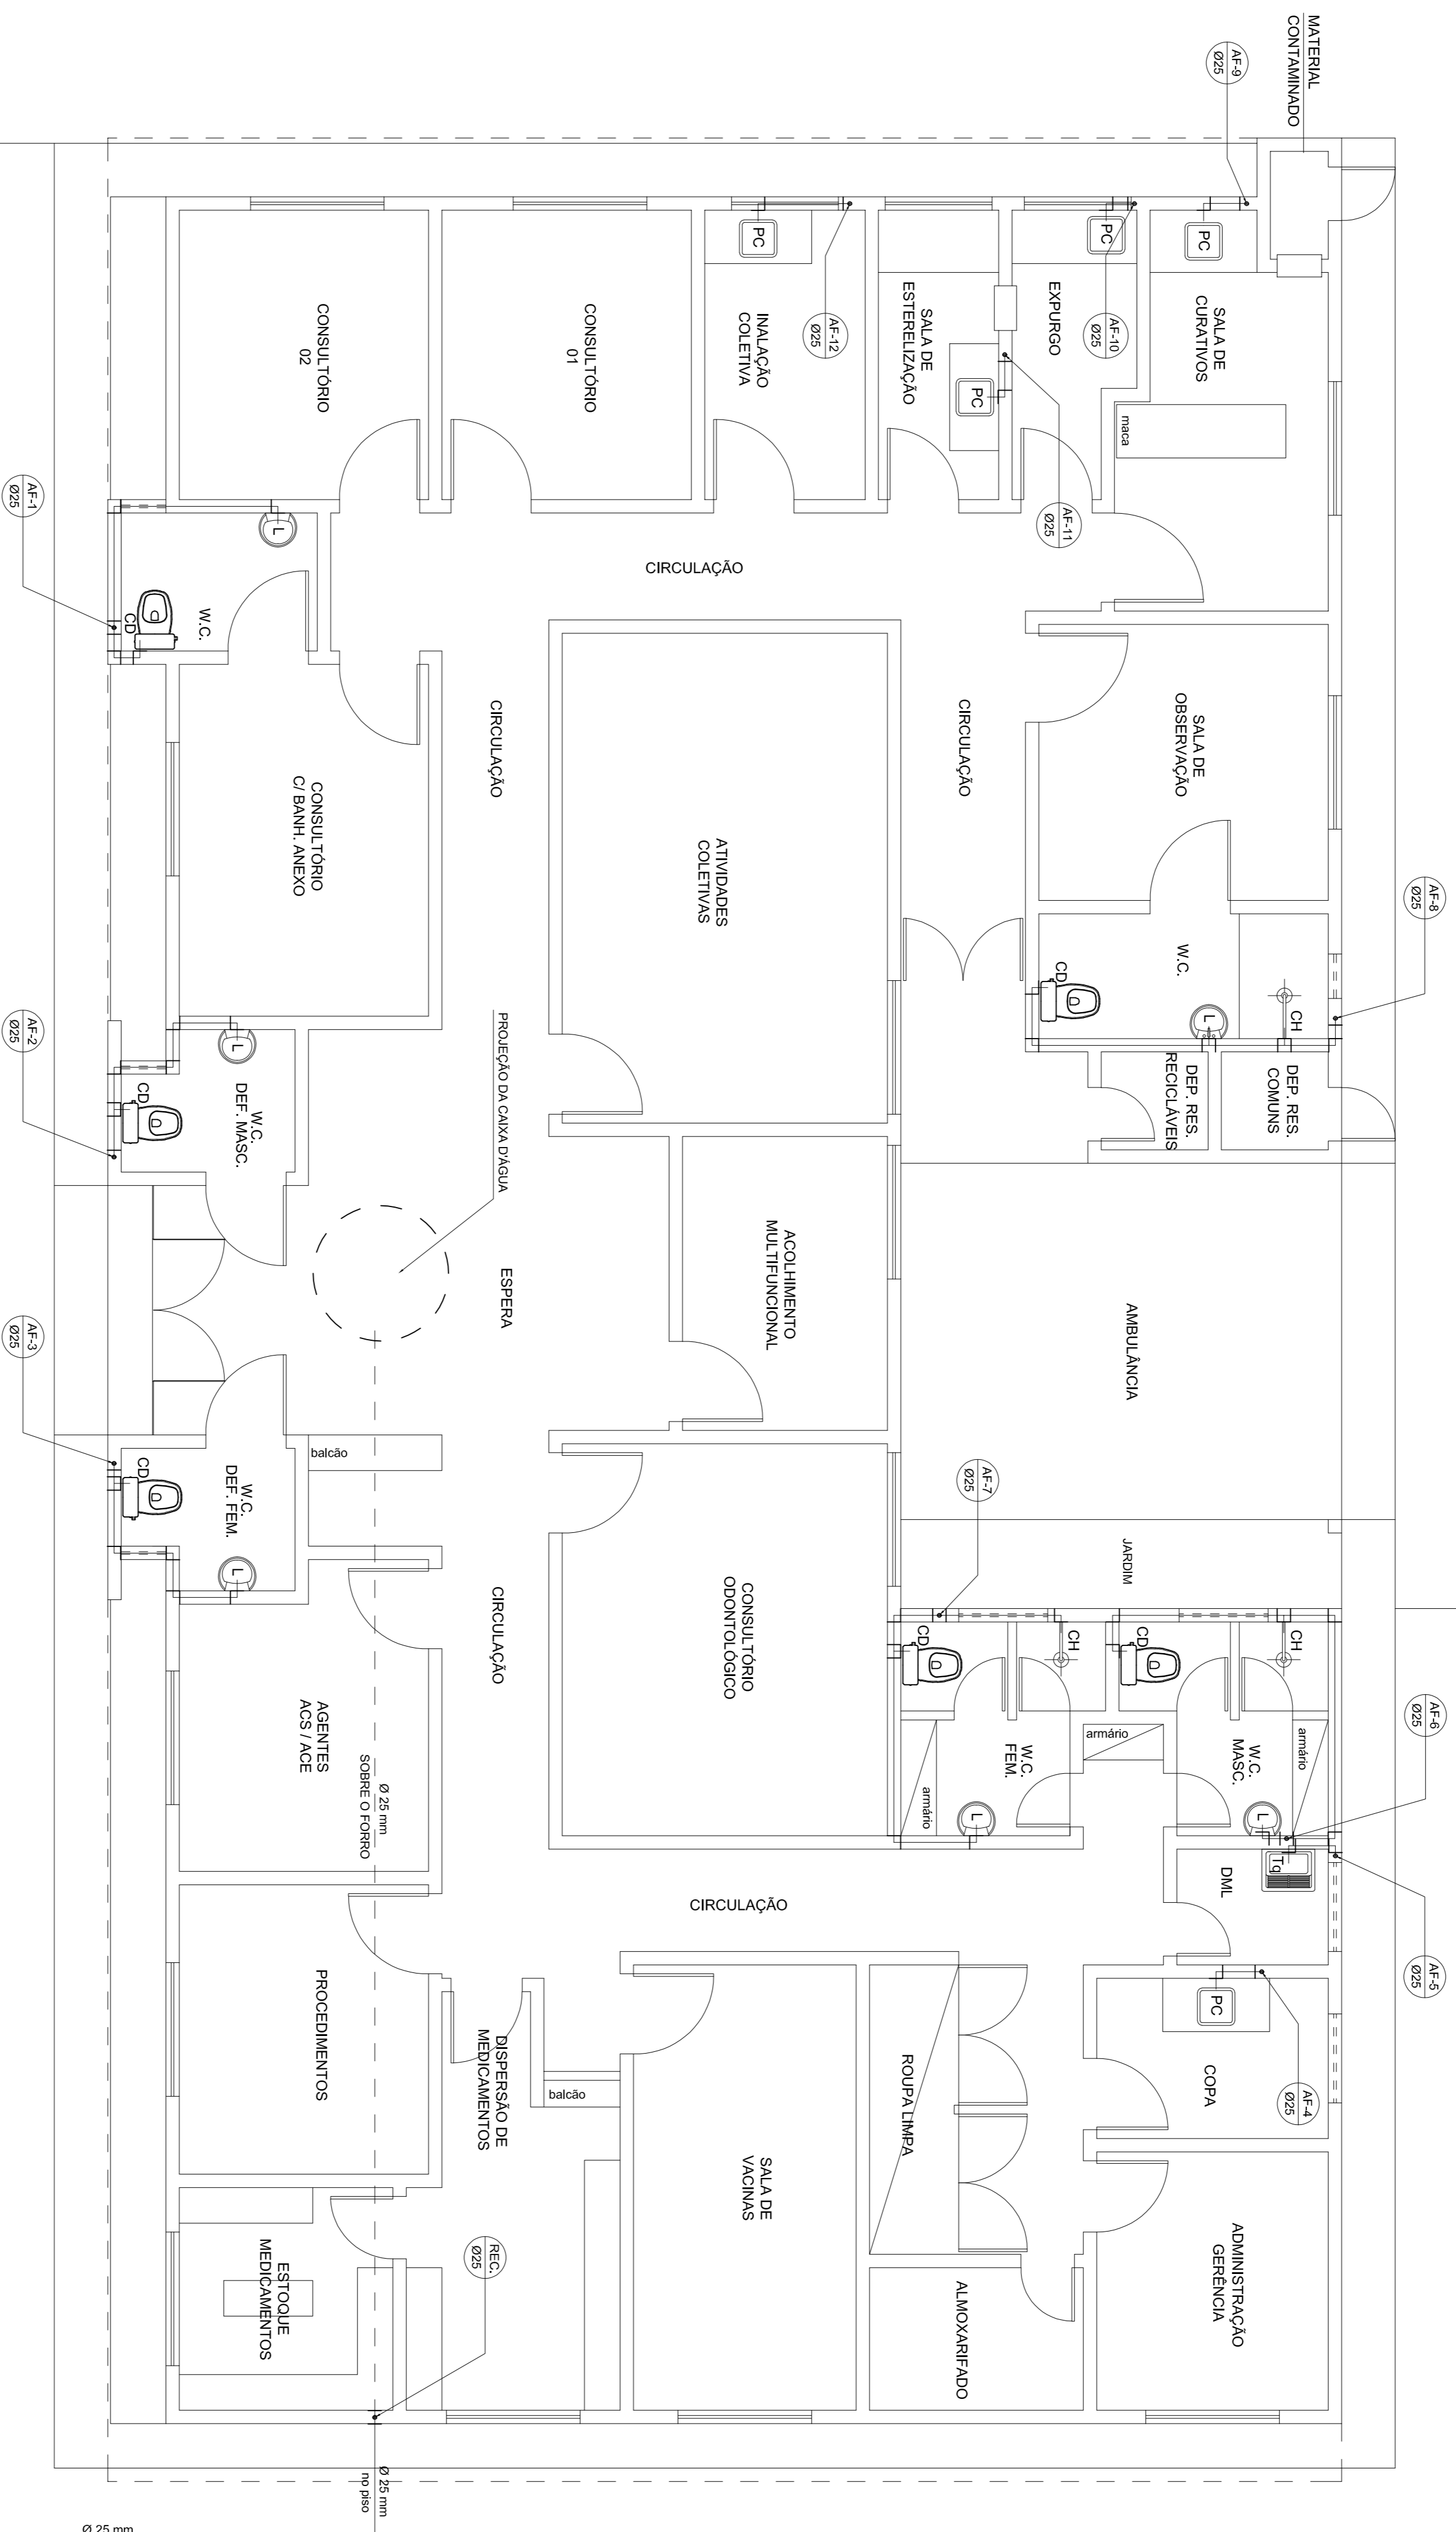 MATERIAL
CONTAMINADO
AF-9
Ø25
SALA DE
CURATIVOS
PC
maca
EXPURGO
PC
AF-10
Ø25
AF-11
Ø25
SALA DE
ESTERELIZAÇÃO
PC
INALAÇÃO
COLETIVA
PC
AF-12
Ø25
CONSULTÓRIO
01
CONSULTÓRIO
02
AF-1
Ø25
CIRCULAÇÃO
L
CD
W.C.
SALA DE
OBSERVAÇÃO
CIRCULAÇÃO
CIRCULAÇÃO
ATIVIDADES
COLETIVAS
CONSULTÓRIO
C/ BANH. ANEXO
AF-8
Ø25
W.C.
CD
L
CH
DEP. RES.
COMUNS
DEP. RES.
RECICLÁVEIS
AF-2
Ø25
L
CD
W.C.
DEF. MASC.
PROJEÇÃO DA CAIXA D'ÁGUA
ESPERA
ACOLHIMENTO
MULTIFUNCIONAL
AMBULÂNCIA
AF-3
Ø25
CD
W.C.
DEF. FEM.
L
balcão
AF-7
Ø25
JARDIM
CONSULTÓRIO
ODONTOLÓGICO
CIRCULAÇÃO
AGENTES
ACS / ACE
Ø 25 mm
SOBRE O FORRO
CD
CH
CD
CH
W.C.
FEM.
armário
armário
W.C.
MASC.
armário
L
L
AF-6
Ø25
AF-5
Ø25
Tq
DML
CIRCULAÇÃO
PC
COPA
AF-4
Ø25
PROCEDIMENTOS
DISPERSÃO DE
MEDICAMENTOS
balcão
SALA DE
VACINAS
ROUPA LIMPA
ADMINISTRAÇÃO
GERÊNCIA
ALMOXARIFADO
REC.
Ø25
ESTOQUE
MEDICAMENTOS
Ø 25 mm
no piso
Ø 25 mm